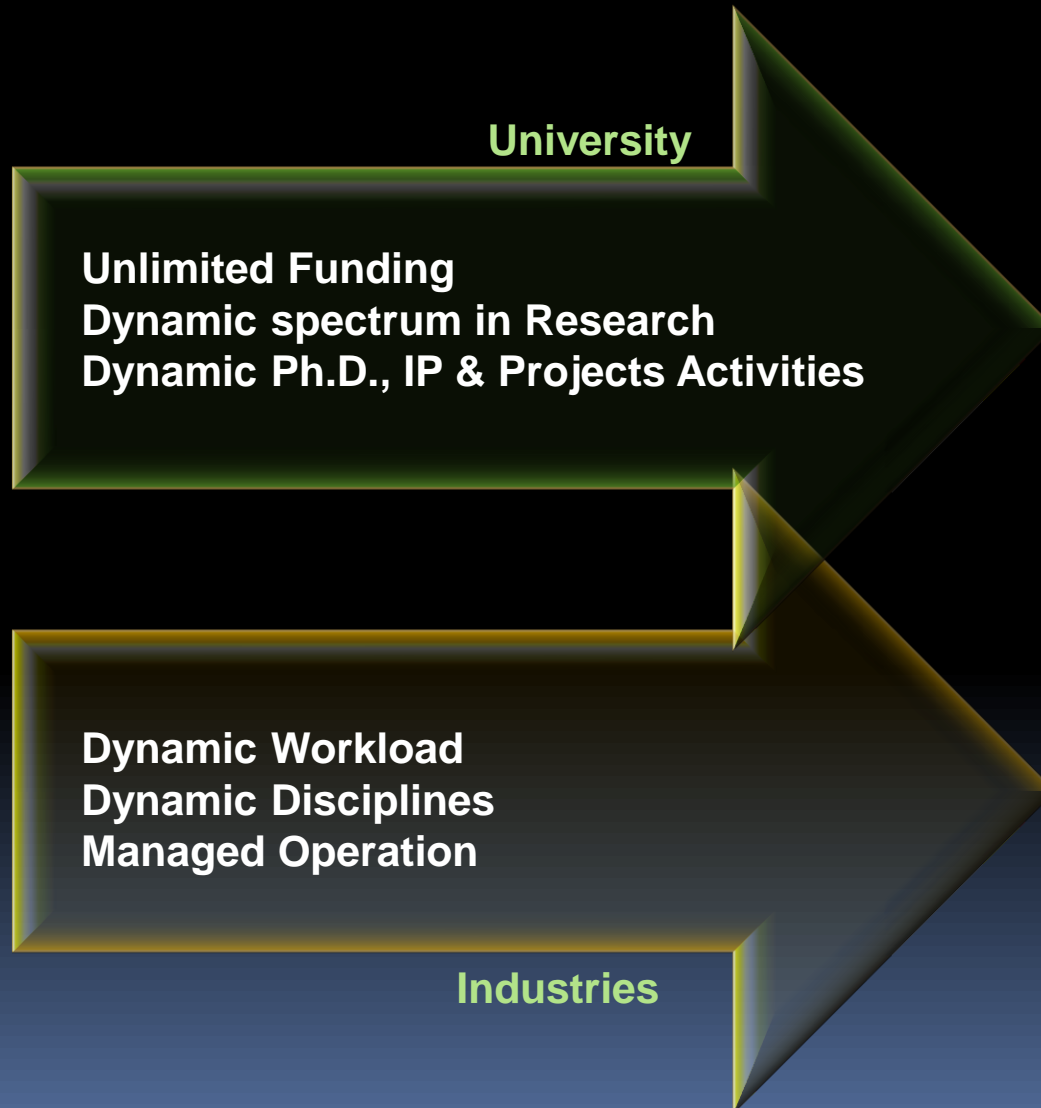 University
Unlimited Funding
Dynamic spectrum in Research
Dynamic Ph.D., IP & Projects Activities
Dynamic Workload
Dynamic Disciplines
Managed Operation
Industries